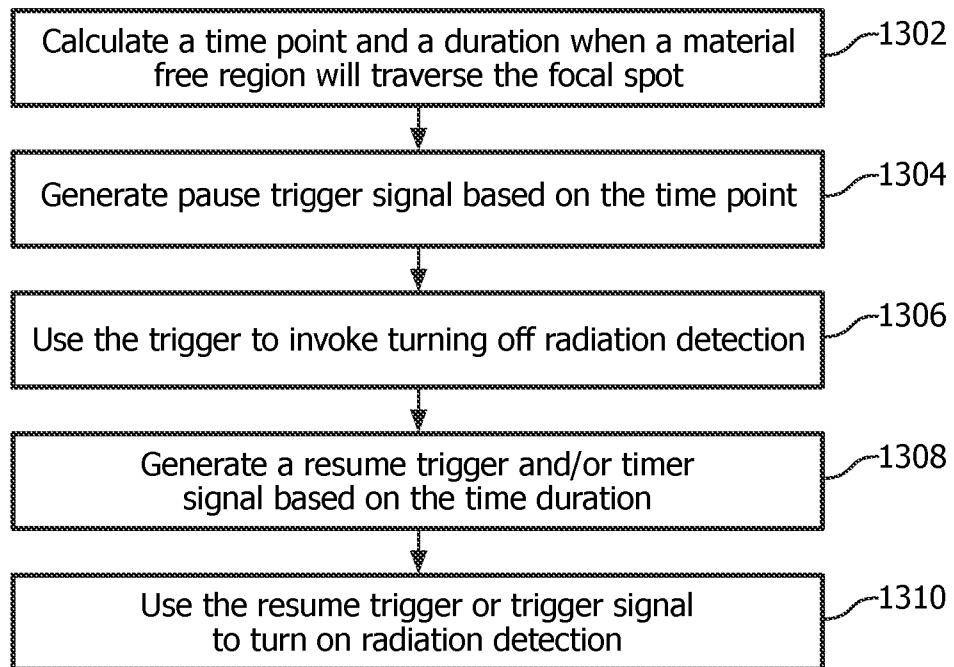 Calculate a time point and a duration when a material
free region will traverse the focal spot
1302
Generate pause trigger signal based on the time point
1304
Use the trigger to invoke turning off radiation detection
1306
Generate a resume trigger and/or timer
signal based on the time duration
1308
Use the resume trigger or trigger signal
to turn on radiation detection
1310